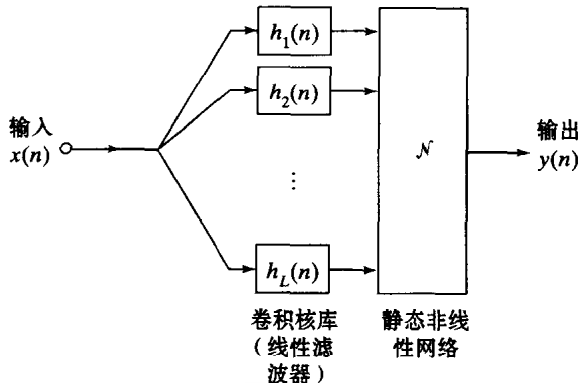 h₁(n)
h₂(n)
输入
x(n)
⋮
𝒩
输出
y(n)
h_L(n)
卷积核库
（线性滤
波器）
静态非线
性网络